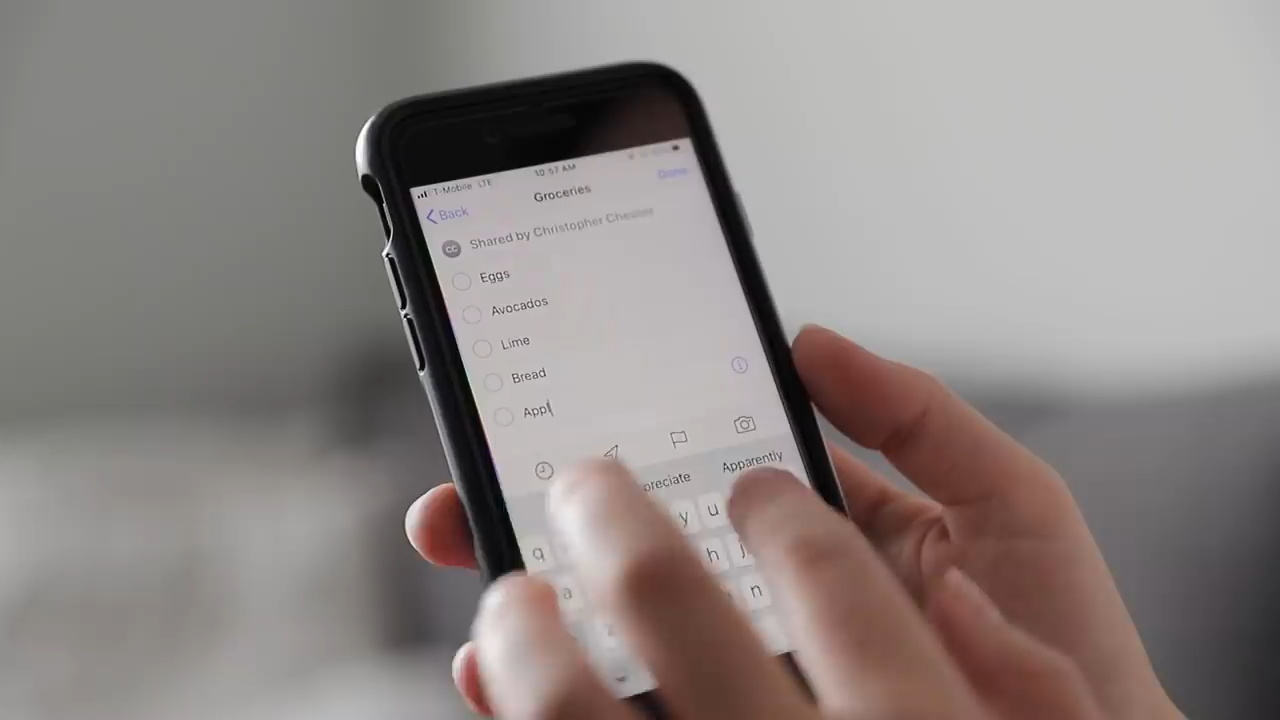 T-Mobile LTE 10:57 AM
Back Groceries Done
CC Shared by Christopher Chester
Eggs
Avocados
Lime
Bread
Appl
preciate Apparently
y u
q h j
a n